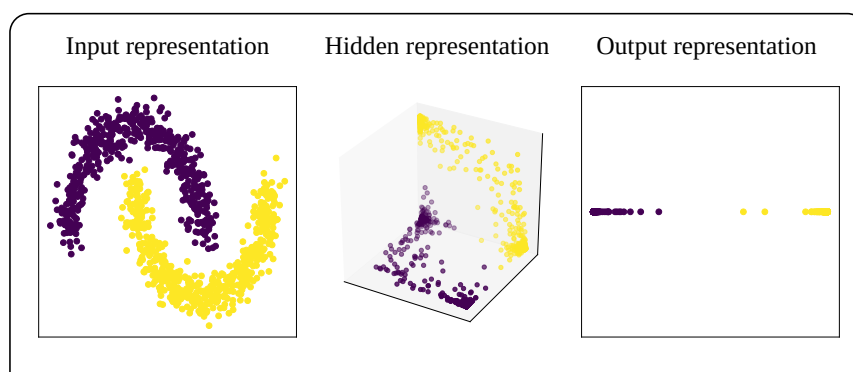 Input representation
Hidden representation
Output representation